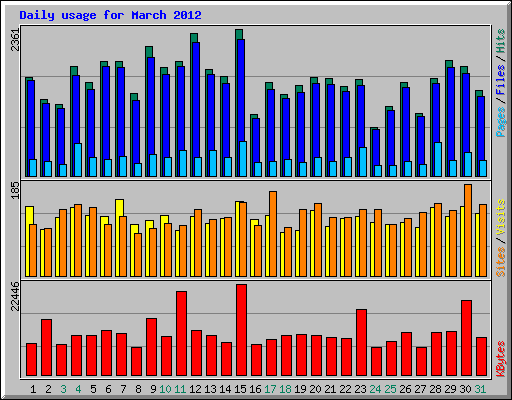 Daily usage for March 2012
2361
Pages / Files / Hits
185
Sites / Visits
22446
KBytes
1 2 3 4 5 6 7 8 9 10 11 12 13 14 15 16 17 18 19 20 21 22 23 24 25 26 27 28 29 30 31